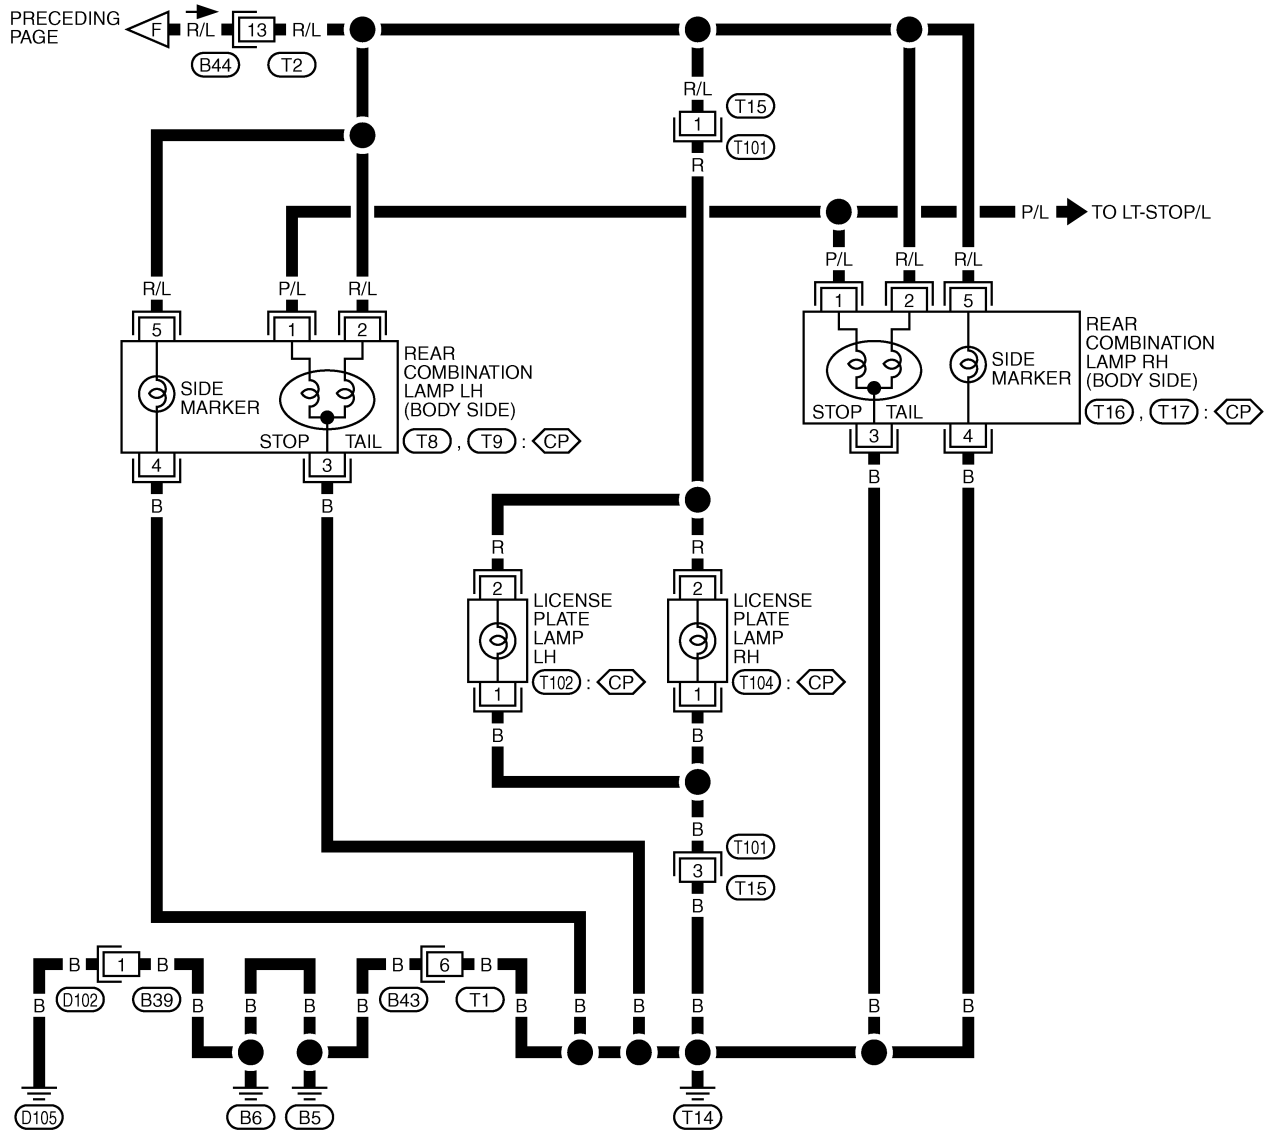 PRECEDING
PAGE
F
R/L
13
R/L
B44
T2
R/L
T15
1
T101
R
P/L
TO LT-STOP/L
P/L
R/L
R/L
R/L
P/L
R/L
1
2
5
5
1
2
SIDE
MARKER
STOP
TAIL
REAR
COMBINATION
LAMP LH
(BODY SIDE)
T8 , T9 : CP
SIDE
MARKER
STOP
TAIL
REAR
COMBINATION
LAMP RH
(BODY SIDE)
T16 , T17 : CP
4
3
3
4
B
B
B
B
R
R
2
2
LICENSE
PLATE
LAMP
LH
T102 : CP
LICENSE
PLATE
LAMP
RH
T104 : CP
1
1
B
B
B
T101
3
T15
B
B
1
B
B
6
B
D102
B39
B43
T1
B
B
B
B
B
B
B
B
B
B
B
D105
B6
B5
T14